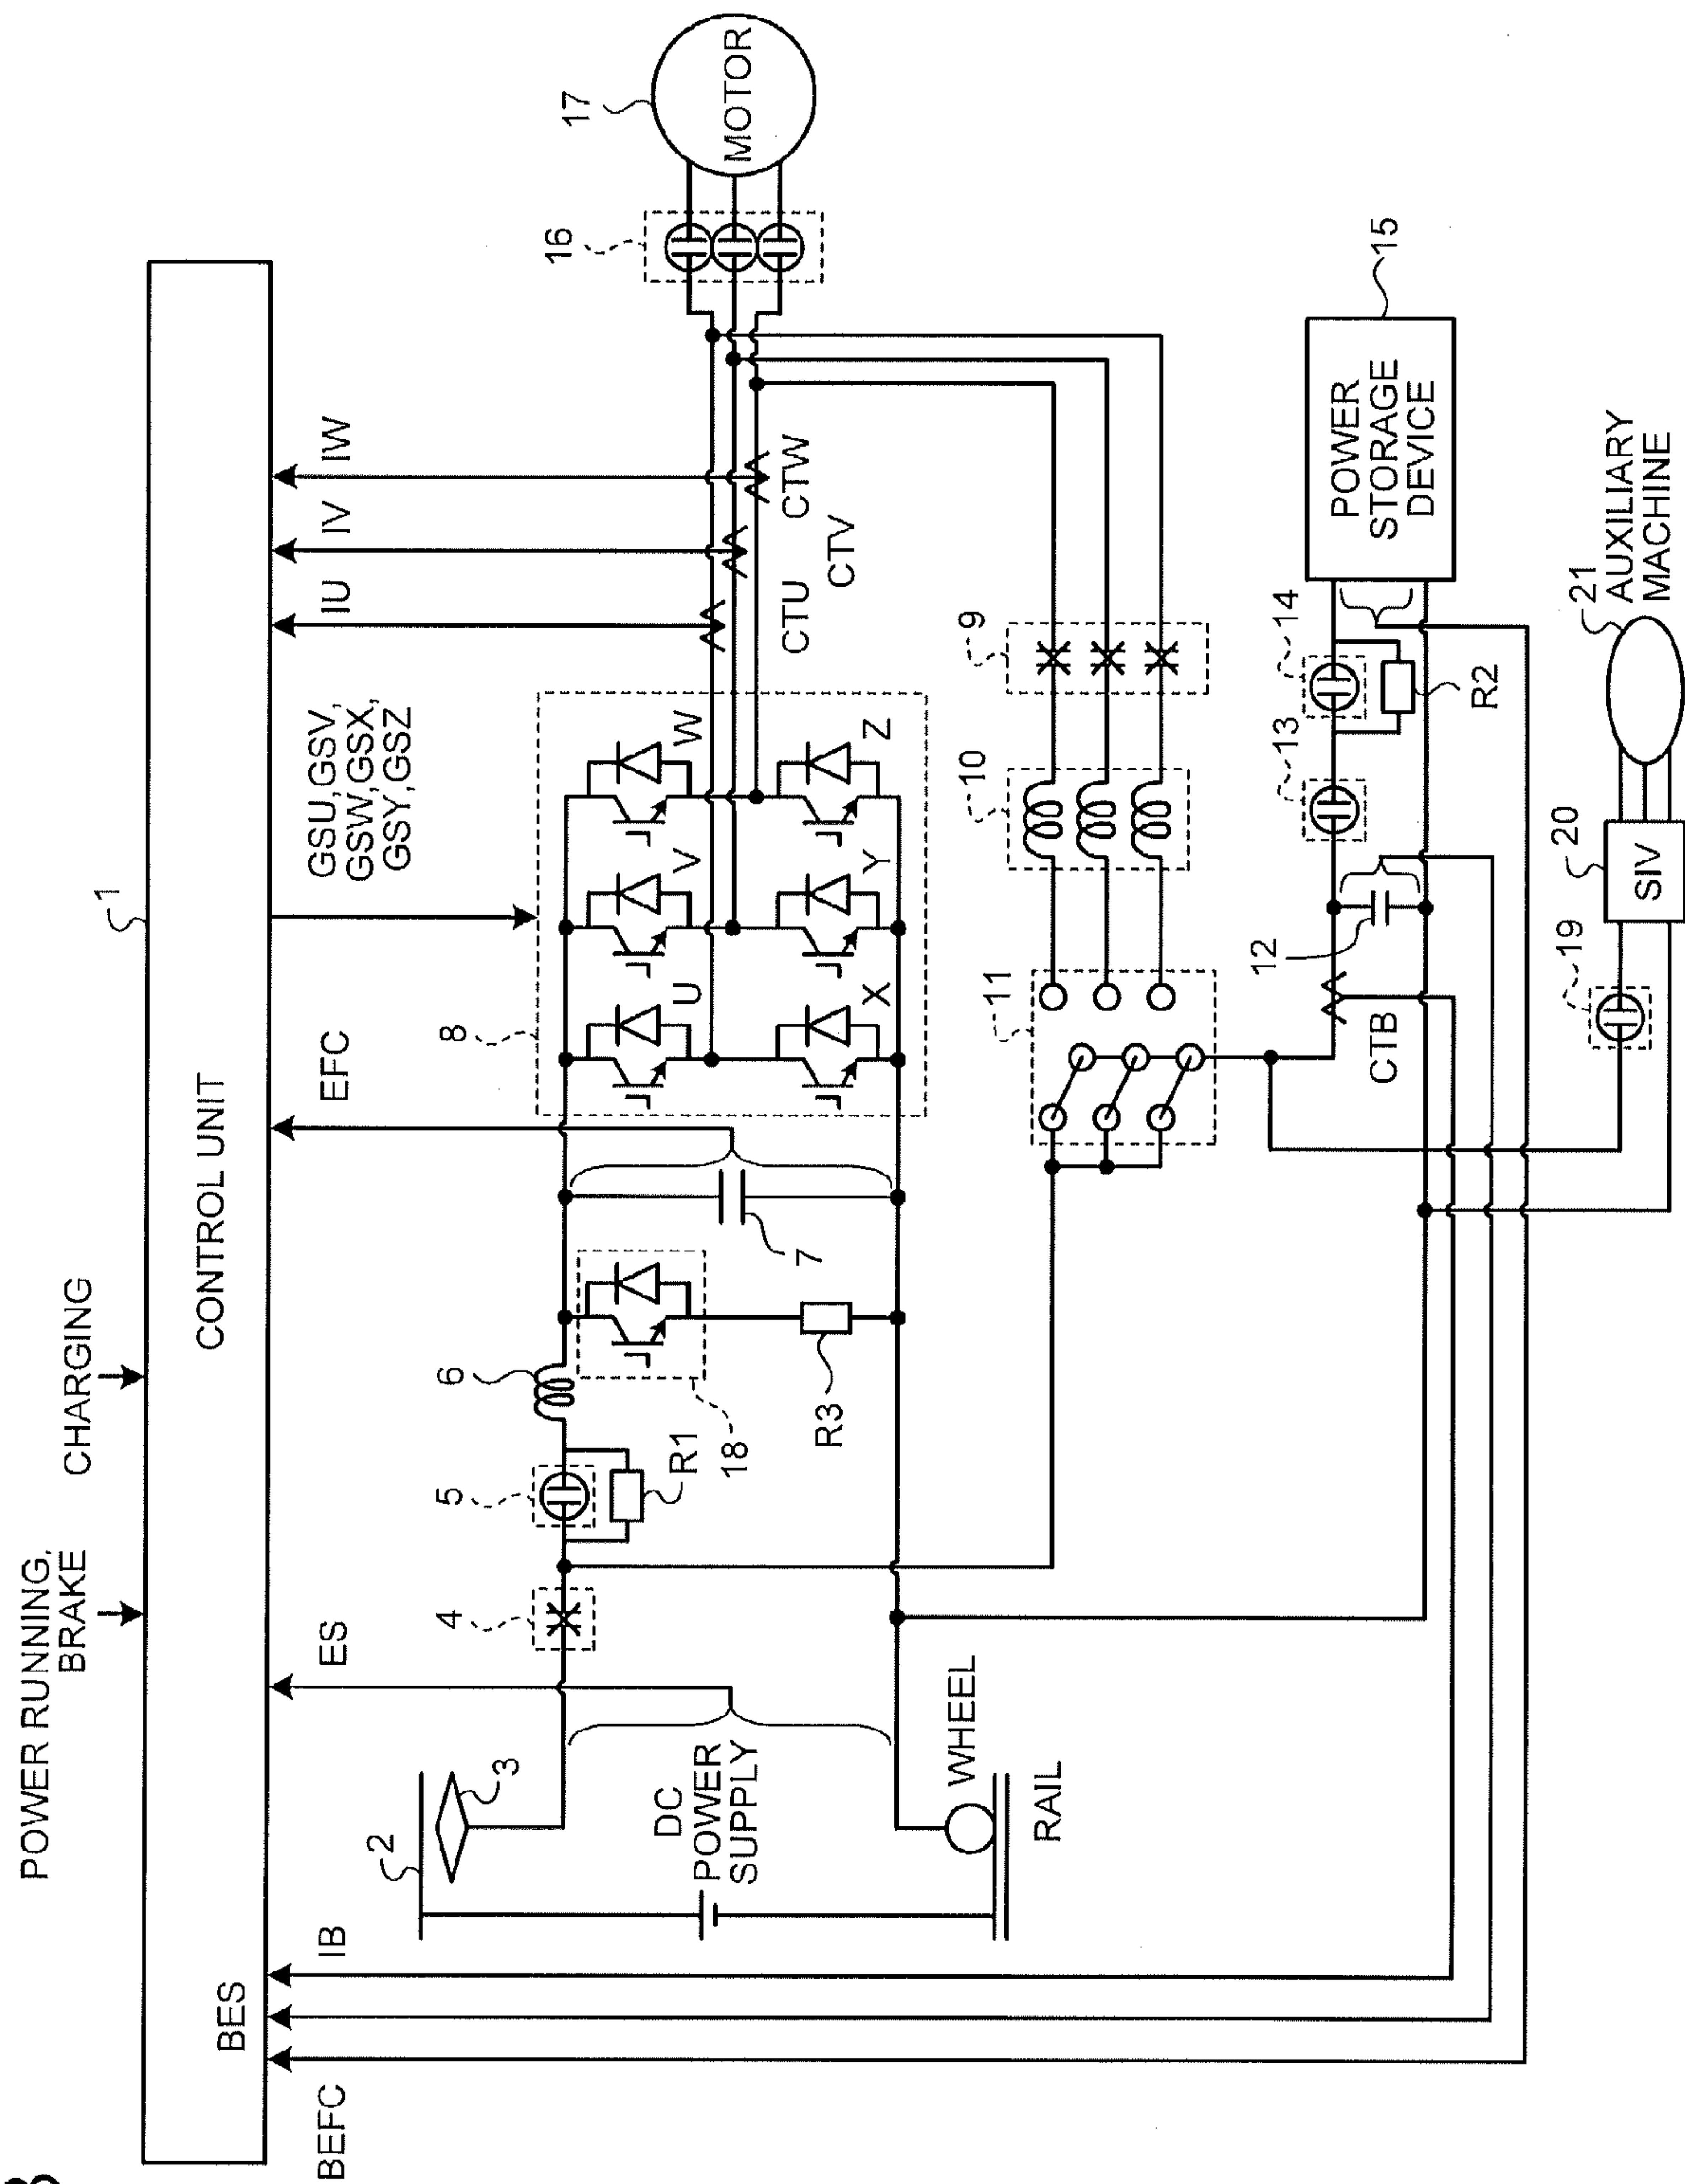 POWER RUNNING,
BRAKE
CHARGING
1
CONTROL UNIT
BES
BEFC
IB
ES
EFC
GSU,GSV,
GSW,GSX,
GSY,GSZ
IU
IV
IW
2
3
DC
POWER
SUPPLY
WHEEL
RAIL
4
5
R1
6
18
R3
7
8
U
V
W
X
Y
Z
CTU
CTV
CTW
16
17
MOTOR
9
10
11
CTB
12
13
14
R2
15
POWER
STORAGE
DEVICE
19
20
SIV
21
AUXILIARY
MACHINE